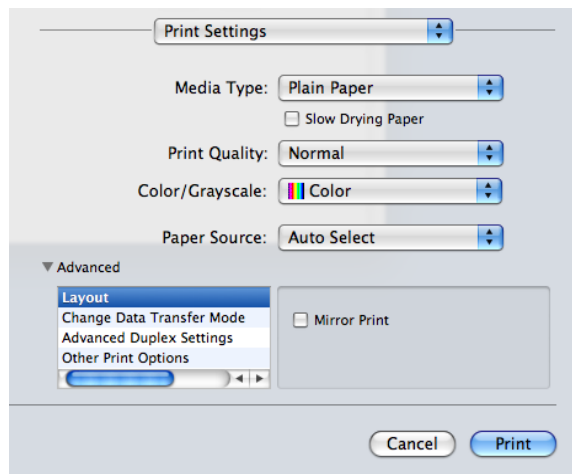 Print Settings
Media Type: Plain Paper
Slow Drying Paper
Print Quality: Normal
Color/Grayscale: Color
Paper Source: Auto Select
Advanced
Layout
Change Data Transfer Mode
Advanced Duplex Settings
Other Print Options
Mirror Print
Cancel Print